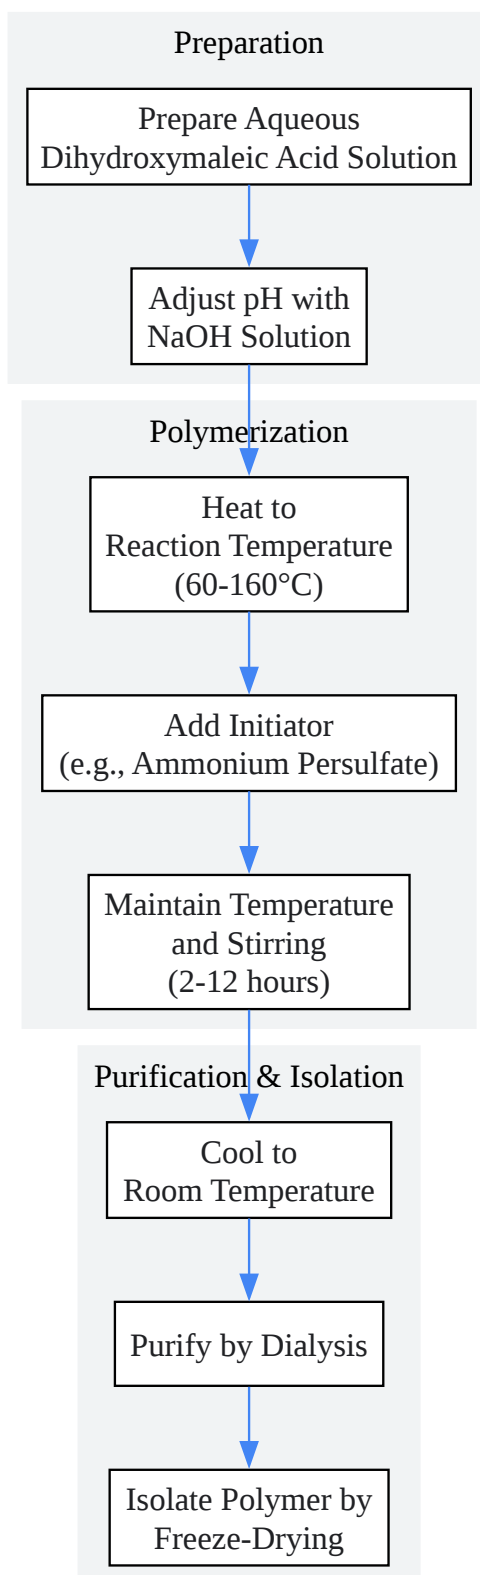 Preparation
Prepare Aqueous
Dihydroxymaleic Acid Solution
Adjust pH with
NaOH Solution
Polymerization
Heat to
Reaction Temperature
(60-160°C)
Add Initiator
(e.g., Ammonium Persulfate)
Maintain Temperature
and Stirring
(2-12 hours)
Purification & Isolation
Cool to
Room Temperature
Purify by Dialysis
Isolate Polymer by
Freeze-Drying